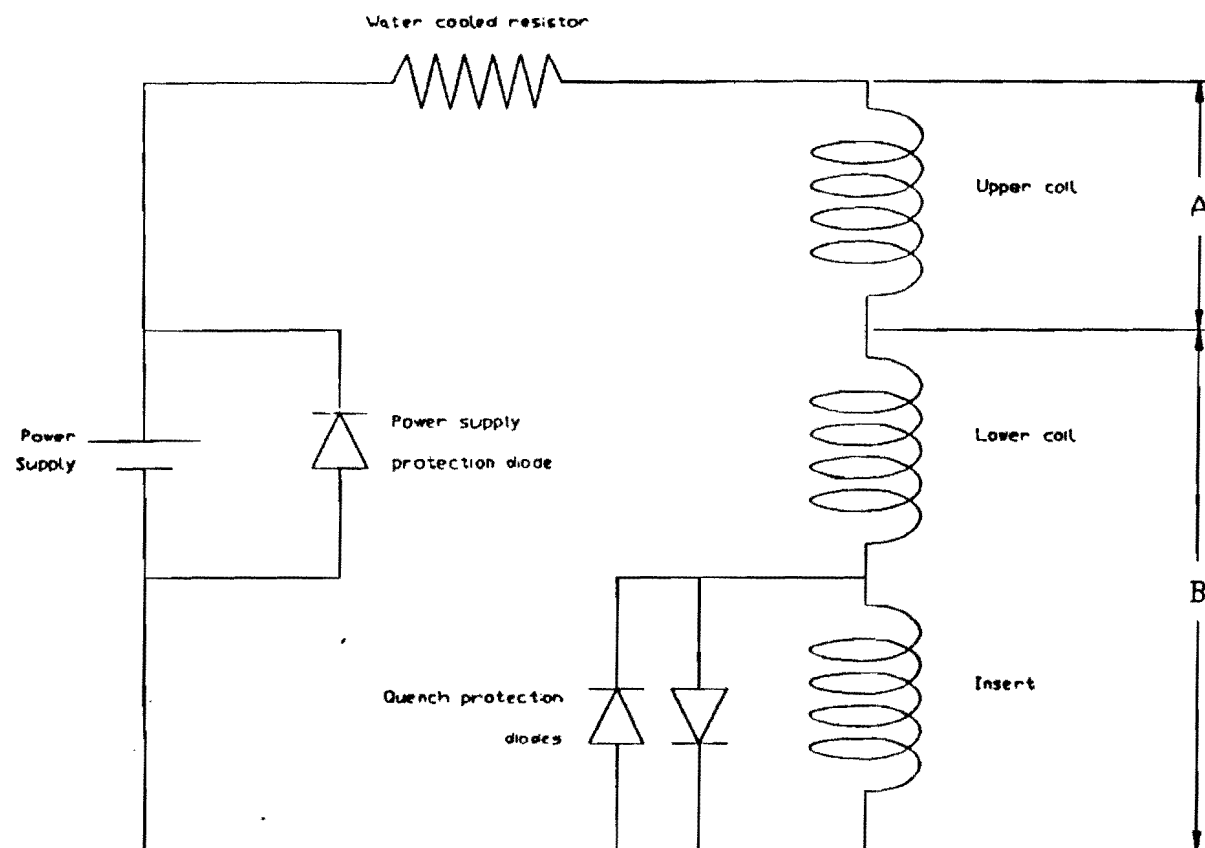 Water cooled resistor
Upper coil
A
Power
Supply
Power supply
protection diode
Lower coil
B
Quench protection
diodes
Insert